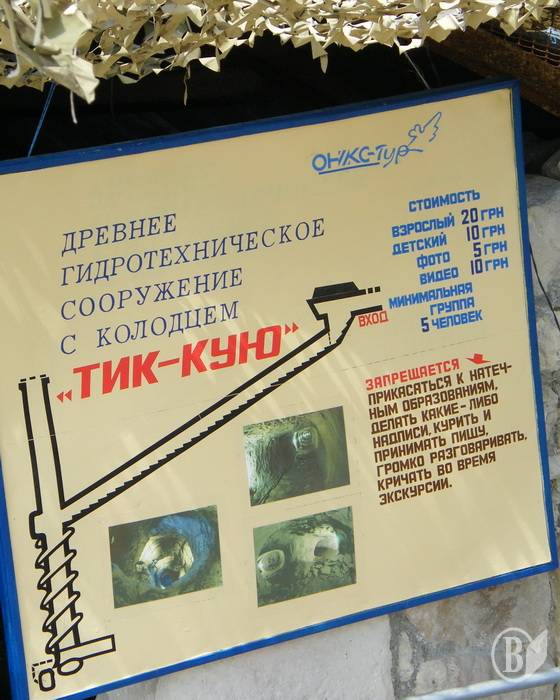 ОНИКС-Тур
ДРЕВНЕЕ
ГИДРОТЕХНИЧЕСКОЕ
СООРУЖЕНИЕ
С КОЛОДЦЕМ
«ТИК-КУЮ»
СТОИМОСТЬ
ВЗРОСЛЫЙ 20 ГРН
ДЕТСКИЙ 10 ГРН
ФОТО 5 ГРН
ВИДЕО 10 ГРН
МИНИМАЛЬНАЯ
ГРУППА
5 ЧЕЛОВЕК
ВХОД
ЗАПРЕЩАЕТСЯ
ПРИКАСАТЬСЯ К НАТЕЧ-
НЫМ ОБРАЗОВАНИЯМ,
ДЕЛАТЬ КАКИЕ-ЛИБО
НАДПИСИ, КУРИТЬ И
ПРИНИМАТЬ ПИЩУ,
ГРОМКО РАЗГОВАРИВАТЬ,
КРИЧАТЬ ВО ВРЕМЯ
ЭКСКУРСИИ.
В